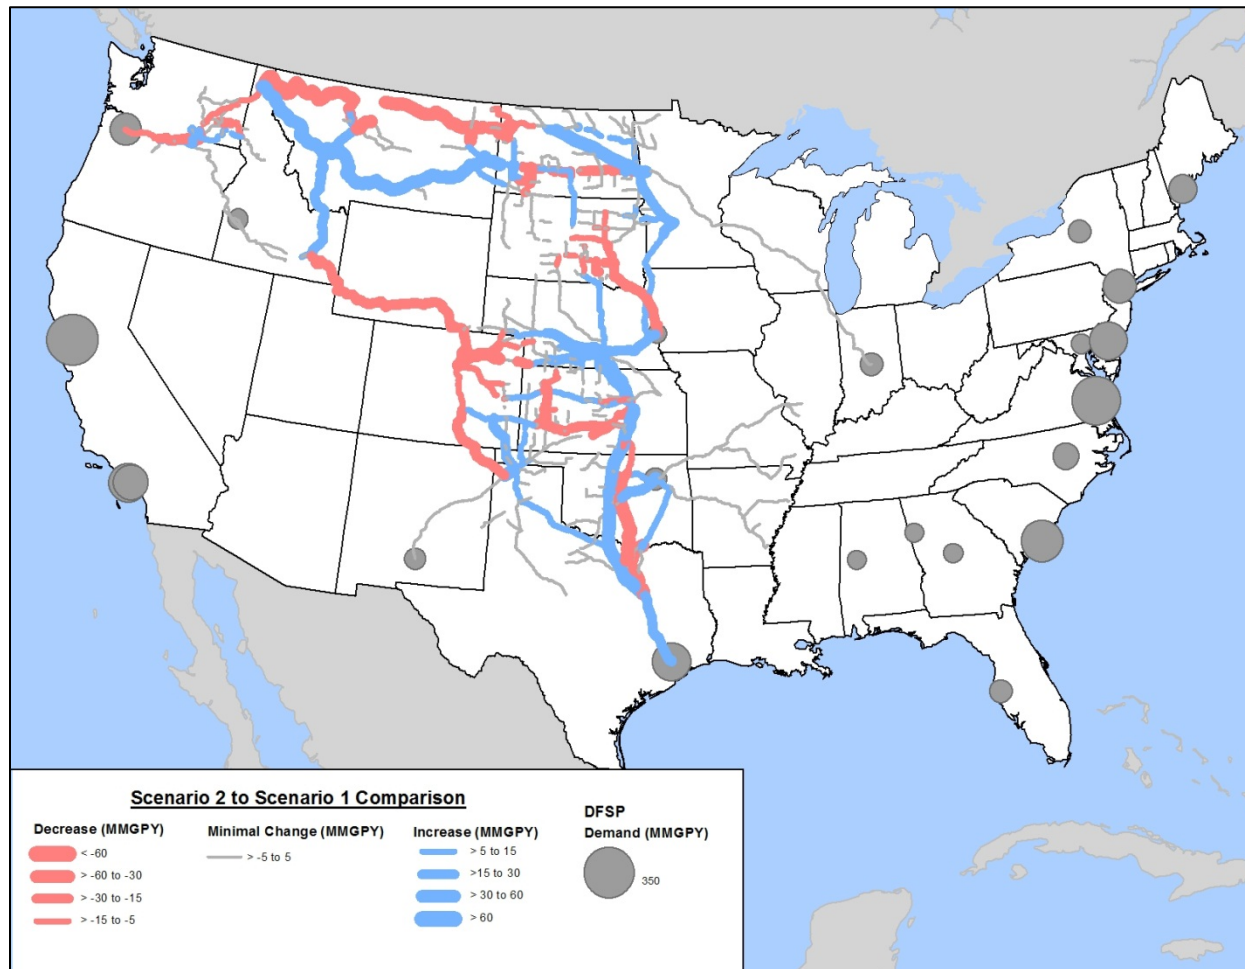 Scenario 2 to Scenario 1 Comparison
Decrease (MMGPY)
< -60
> -60 to -30
> -30 to -15
> -15 to -5
Minimal Change (MMGPY)
> -5 to 5
Increase (MMGPY)
> 5 to 15
>15 to 30
> 30 to 60
> 60
DFSP
Demand (MMGPY)
350